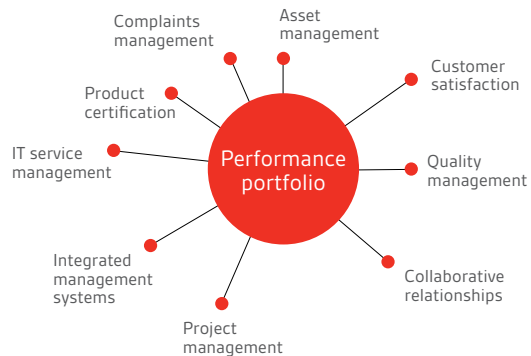 Complaints
management
Asset
management
Customer
satisfaction
Product
certification
IT service
management
Performance
portfolio
Quality
management
Integrated
management
systems
Collaborative
relationships
Project
management